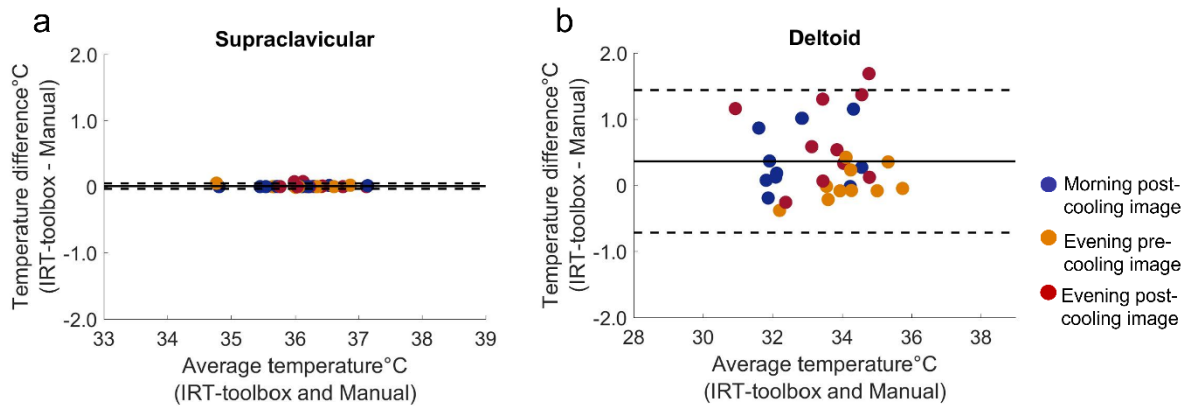 a
Supraclavicular
2.0
1.0
0
-1.0
-2.0
Temperature difference°C
(IRT-toolbox - Manual)
33 34 35 36 37 38 39
Average temperature°C
(IRT-toolbox and Manual)
b
Deltoid
2.0
1.0
0
-1.0
-2.0
Temperature difference°C
(IRT-toolbox - Manual)
28 30 32 34 36 38
Average temperature°C
(IRT-toolbox and Manual)
Morning post-
cooling image
Evening pre-
cooling image
Evening post-
cooling image